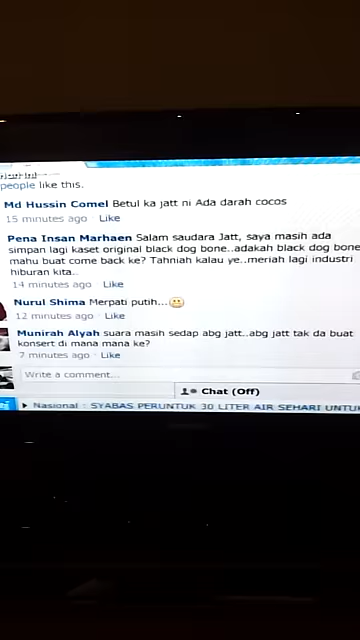 people like this.
Md Hussin Comel Betul ka jatt ni Ada darah cocos
15 minutes ago · Like
Pena Insan Marhaen Salam saudara Jatt, saya masih ada
simpan lagi kaset original black dog bone..adakah black dog bone
mahu buat come back ke? Tahniah kalau ye..meriah lagi industri
hiburan kita..
14 minutes ago Like
Nurul Shima Merpati putih...
12 minutes ago · Like
Munirah Alyah suara masih sedap abg jatt..abg jatt tak da buat
konsert di mana mana ke?
7 minutes ago · Like
Write a comment...
Chat (Off)
Nasional : SYABAS PERUNTUK 30 LITER AIR SEHARI UNTUK